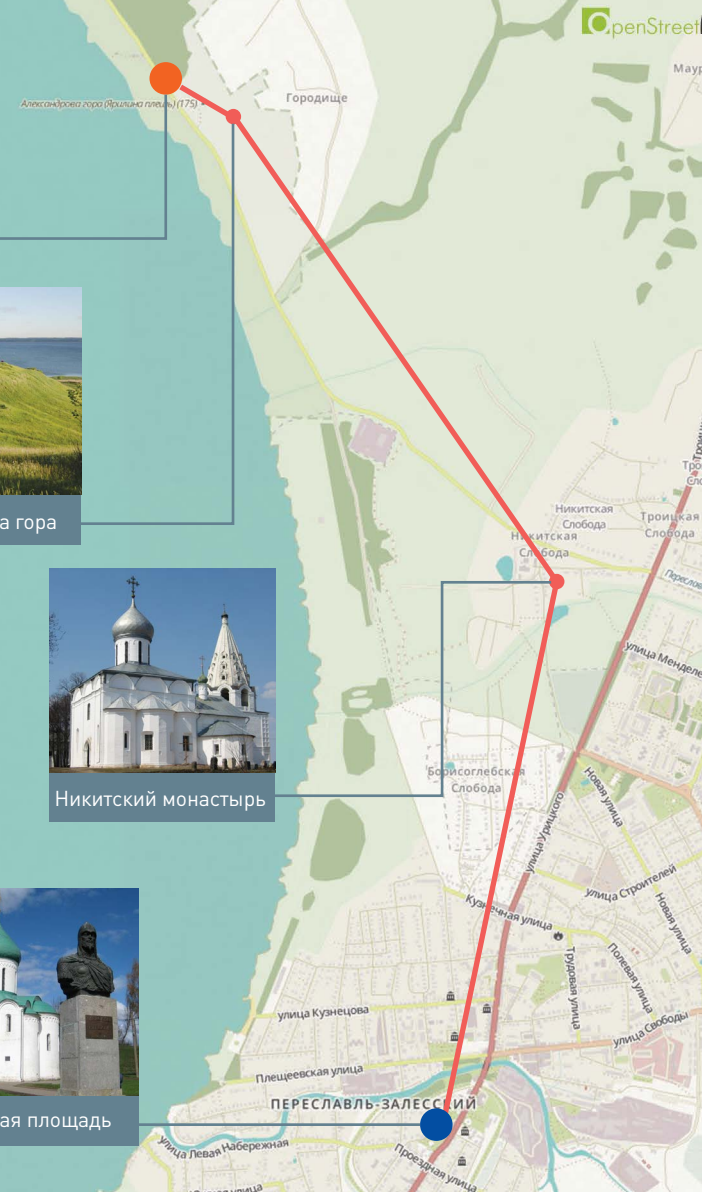 OpenStreet
Маур
Александрова гора (Ярилина плешь) (175)
Городище
а гора
Никитская
Слобода
Троицкая
Слобода
Никитская
Слобода
улица Менделе
Никитский монастырь
Борисоглебская
Слобода
Новая улица
улица Урицкого
улица Строителей
Новая улица
Кузнечная улица
Трудовая улица
Полевая улица
улица Кузнецова
улица Свободы
Плещеевская улица
ПЕРЕСЛАВЛЬ-ЗАЛЕССКИЙ
ая площадь
улица Левая Набережная
Проездная улица